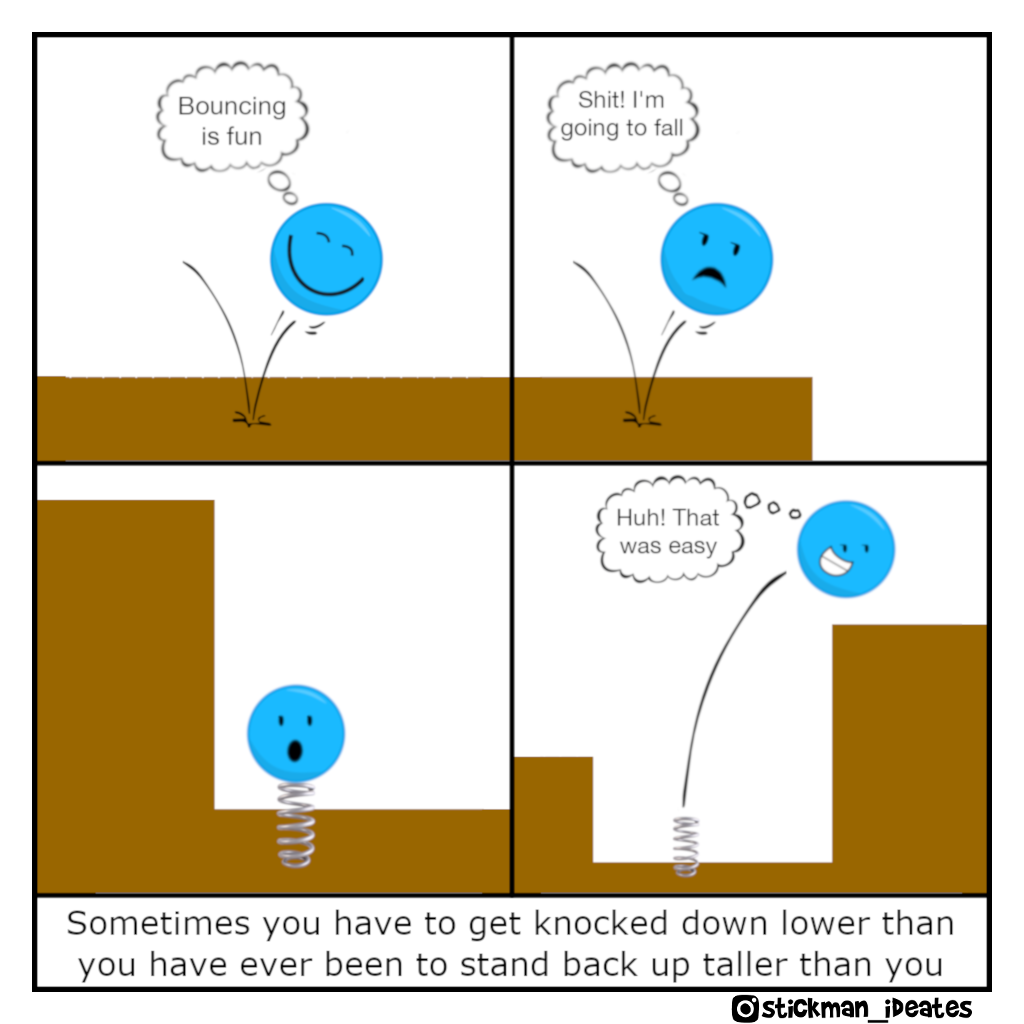 Bouncing
is fun
Shit! I'm
going to fall
Huh! That
was easy
Sometimes you have to get knocked down lower than
you have ever been to stand back up taller than you
stickman_iDeates